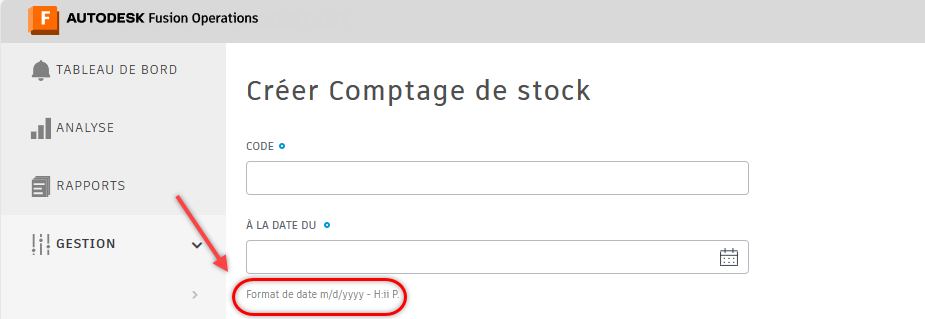 F AUTODESK Fusion Operations
TABLEAU DE BORD
ANALYSE
RAPPORTS
GESTION
Créer Comptage de stock
CODE
À LA DATE DU
Format de date m/d/yyyy - H:ii P.